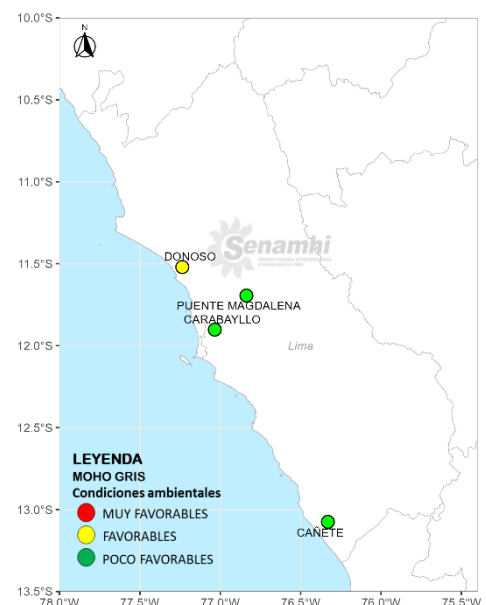 10.0°S
N
10.5°S
11.0°S
Senamhi
DONOSO
11.5°S
PUENTE MAGDALENA
CARABAYLLO
12.0°S
Lima
12.5°S
LEYENDA
MOHO GRIS
Condiciones ambientales
MUY FAVORABLES
FAVORABLES
POCO FAVORABLES
13.0°S
CAÑETE
13.5°S
78.0°W 77.5°W 77.0°W 76.5°W 76.0°W 75.5°W